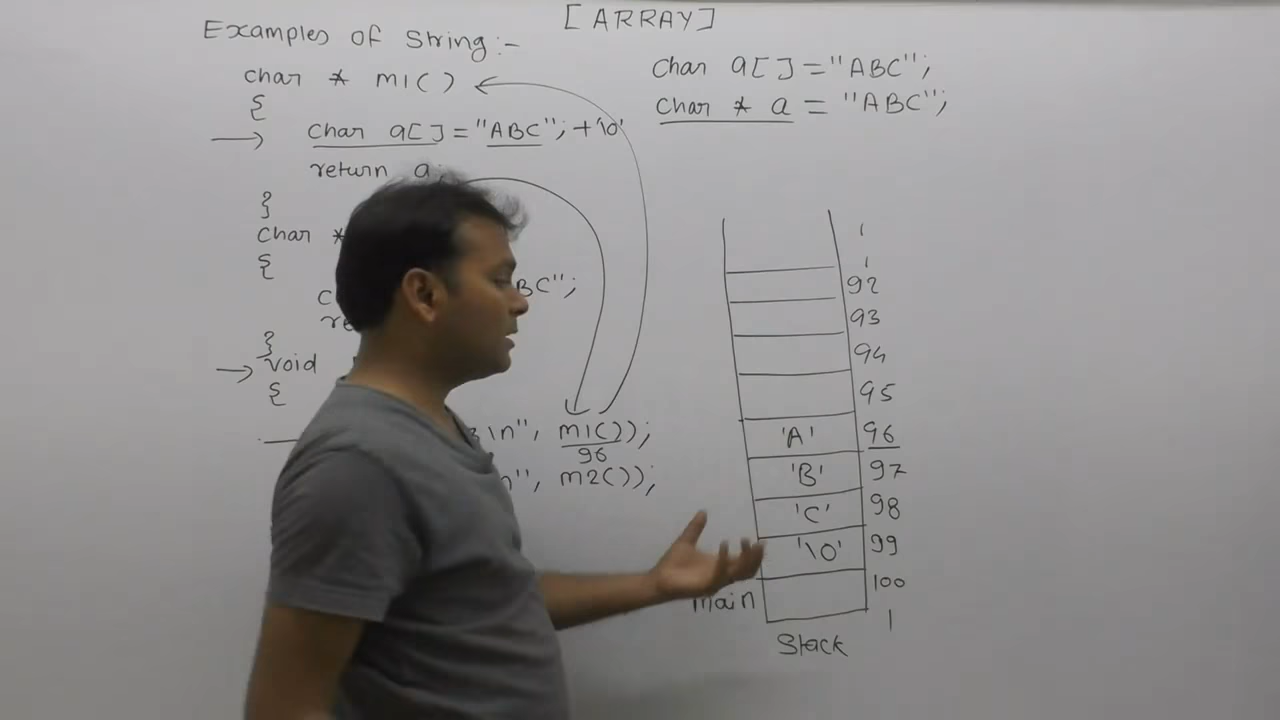 [ARRAY]
Examples of String:-
char * m1()
{
char a[]="ABC"; + '\0'
return a;
}
char *
{
BC";
}
void
{
\n", m1());
96
n", m2());
char a[]="ABC";
char * a = "ABC";
92
93
94
95
'A' 96
'B' 97
'C' 98
'\0' 99
100
main
Stack